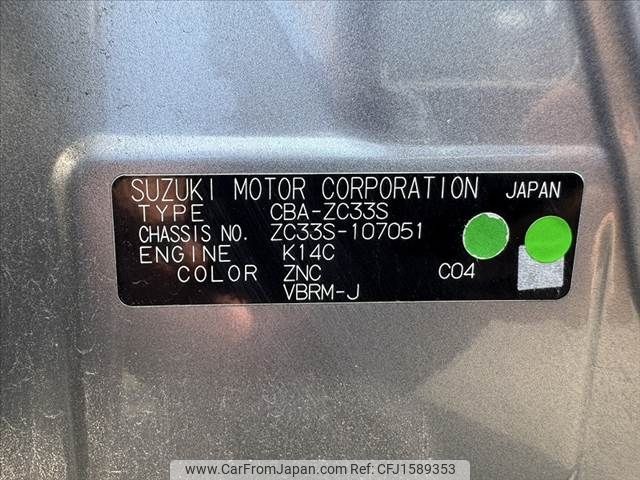 SUZUKI MOTOR CORPORATION JAPAN
TYPE CBA-ZC33S
CHASSIS NO. ZC33S-107051
ENGINE K14C
COLOR ZNC C04
VBRM-J
www.CarFromJapan.com - Ref No: CFJ1589353